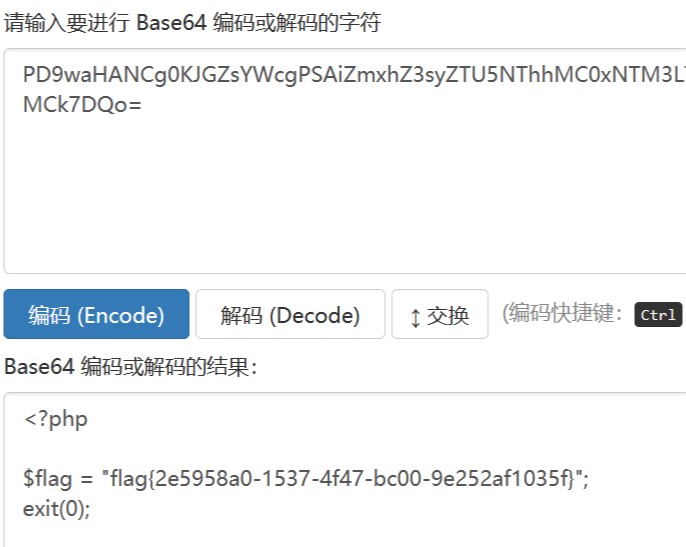 请输入要进行 Base64 编码或解码的字符
PD9waHANCg0KJGZsYWcgPSAiZmxhZ3syZTU5NThhMC0xNTM3L
MCk7DQo=
编码 (Encode)
解码 (Decode)
↕ 交换
(编码快捷键： Ctrl
Base64 编码或解码的结果：
<?php
$flag = "flag{2e5958a0-1537-4f47-bc00-9e252af1035f}";
exit(0);